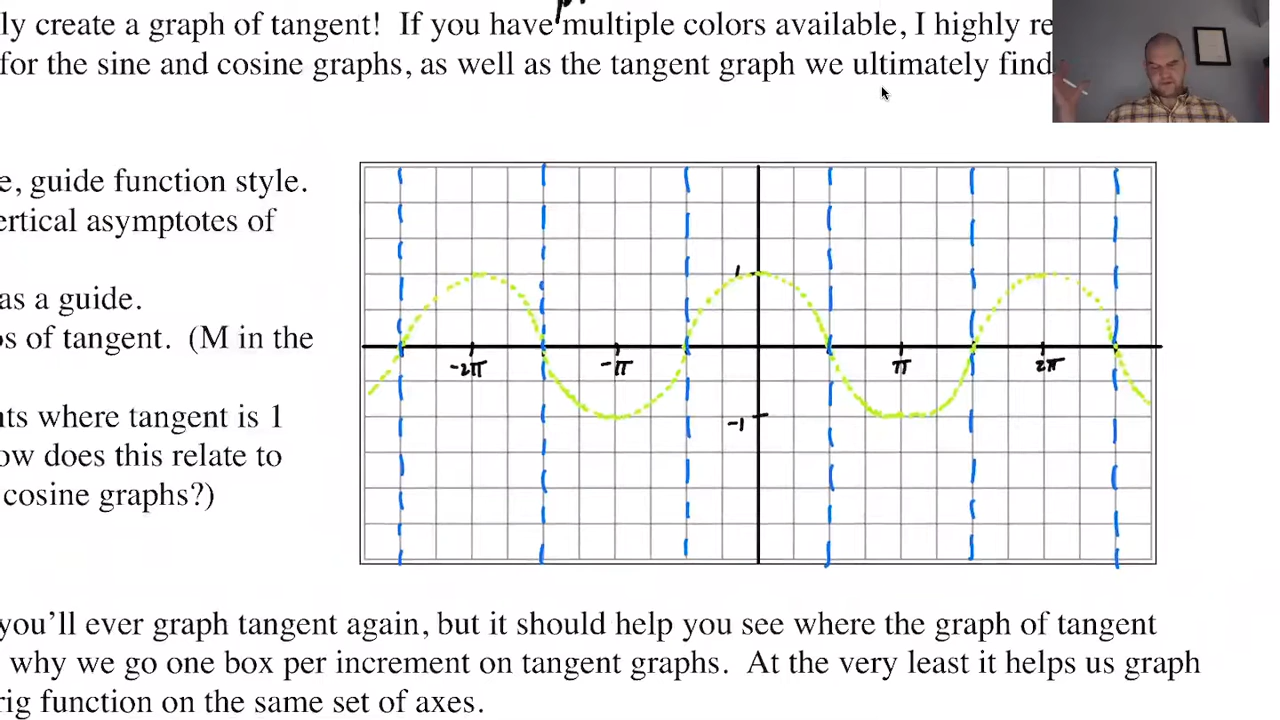 ly create a graph of tangent! If you have multiple colors available, I highly re
for the sine and cosine graphs, as well as the tangent graph we ultimately find
e, guide function style.
ertical asymptotes of
as a guide.
os of tangent. (M in the
nts where tangent is 1
ow does this relate to
cosine graphs?)
1
-2π -π π 2π
-1
you'll ever graph tangent again, but it should help you see where the graph of tangent
why we go one box per increment on tangent graphs. At the very least it helps us graph
rig function on the same set of axes.